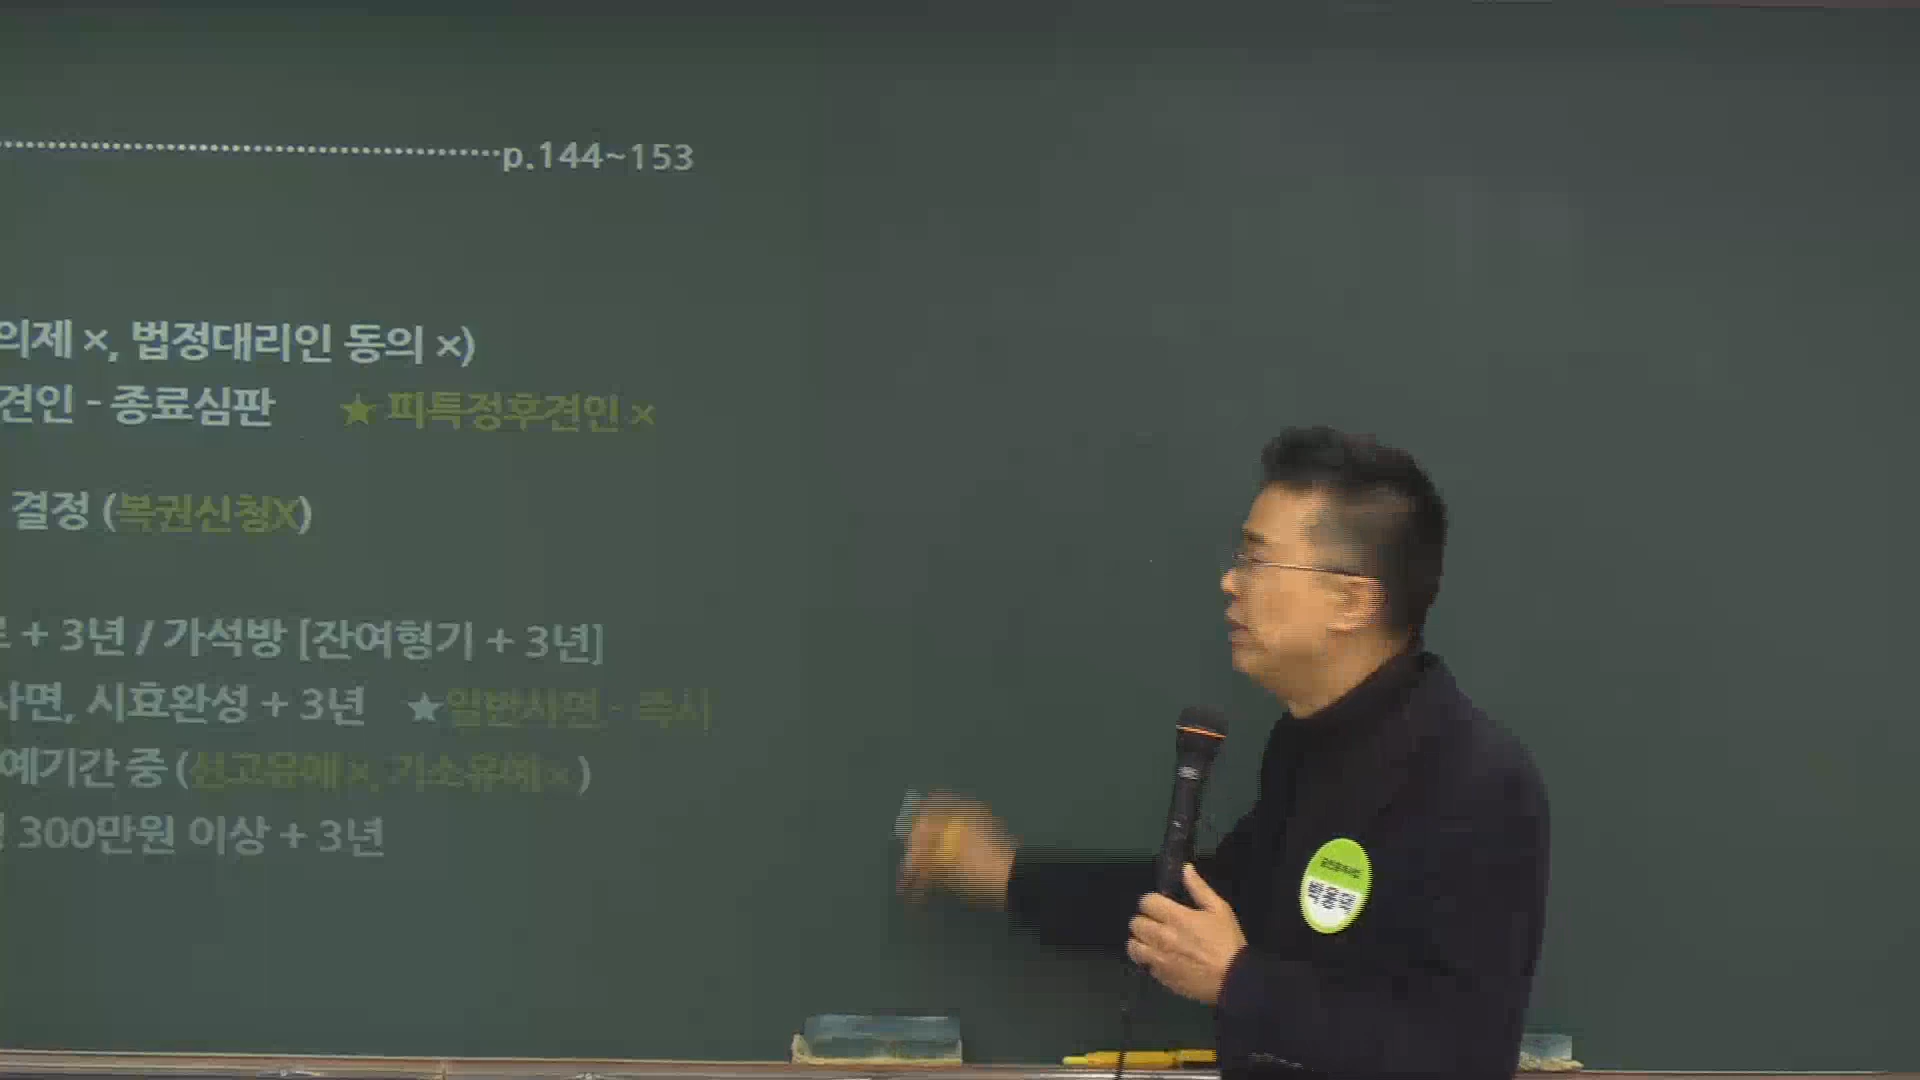 p.144~153
의제 ×, 법정대리인 동의 ×)
견인 - 종료심판 ★ 피특정후견인 ×
결정 (복권신청X)
+ 3년 / 가석방 [잔여형기 + 3년]
사면, 시효완성 + 3년 ★일반사면 - 즉시
예기간 중 (선고유예 ×, 기소유예 × )
300만원 이상 + 3년